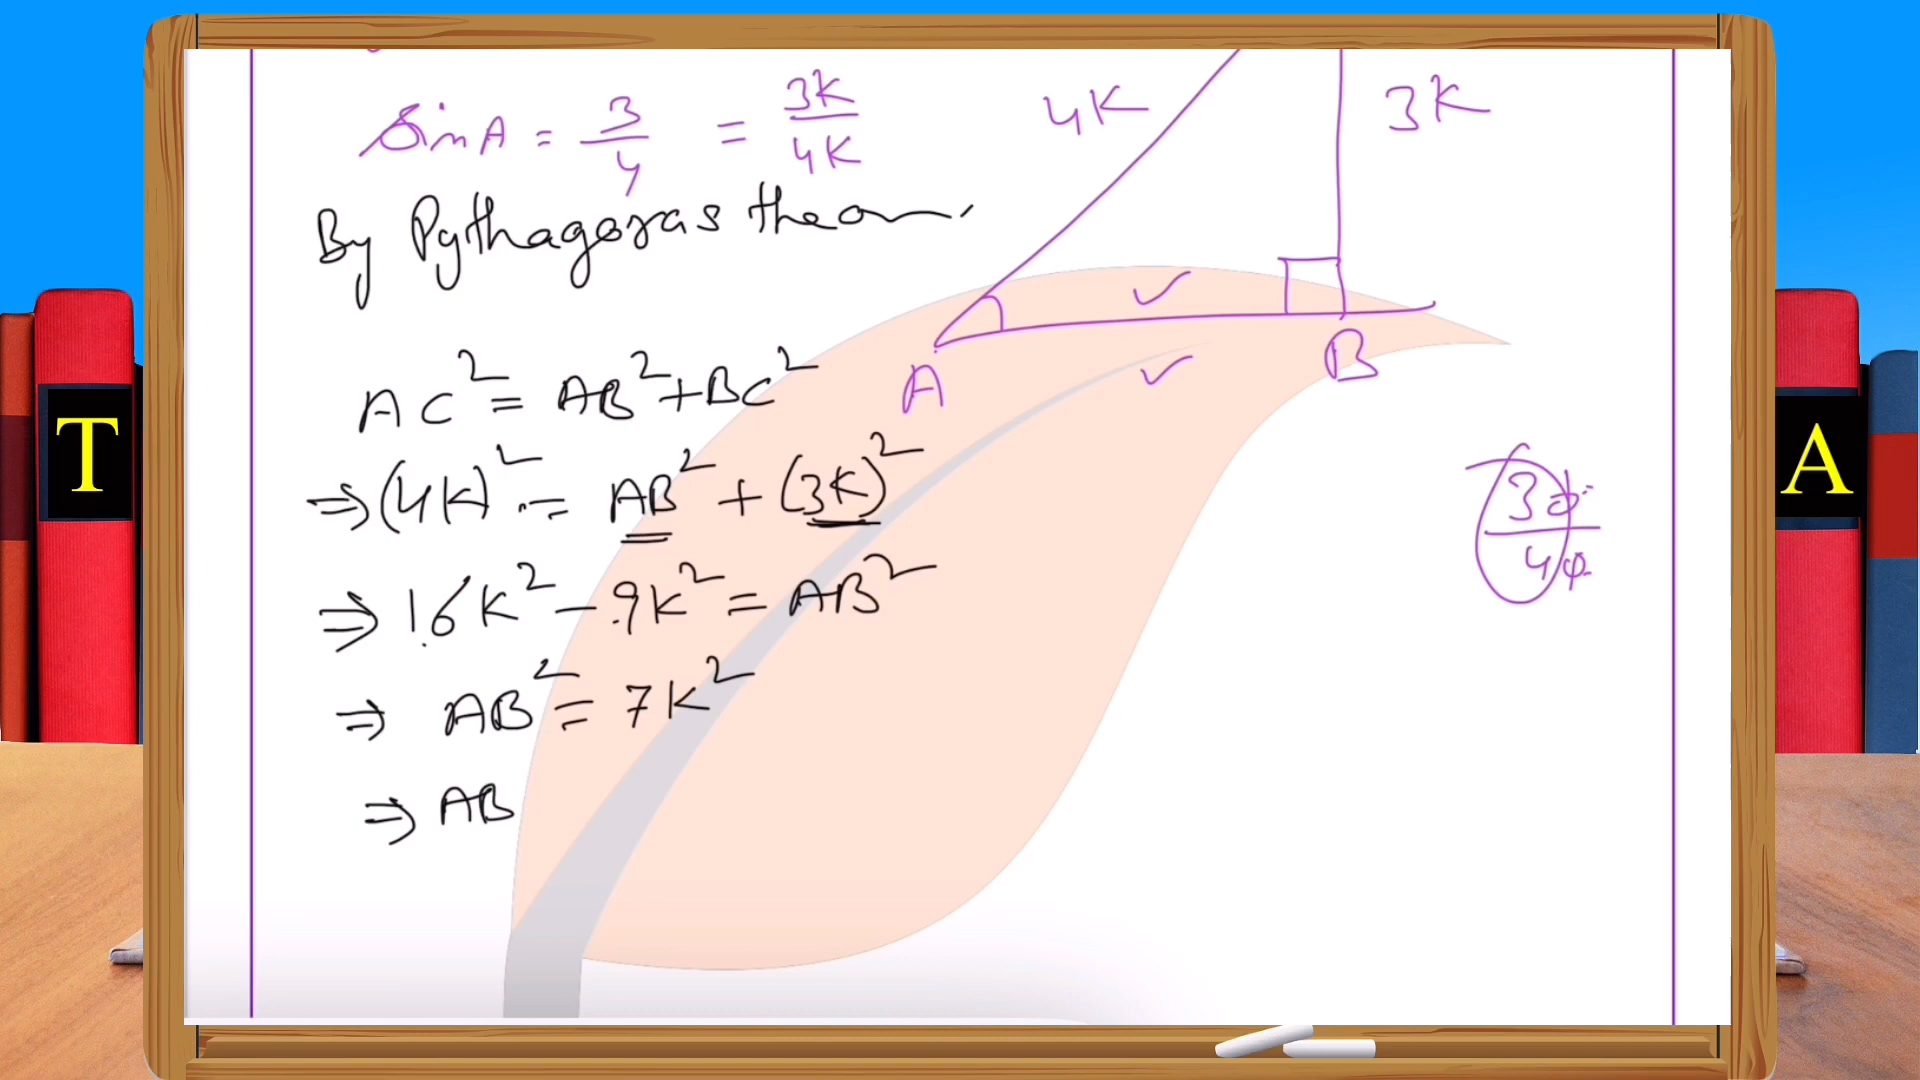 sin A = 3/4 = 3K/4K
4K
3K
By Pythagoras theo
A
B
AC² = AB² + BC²
⇒ (4K)² = AB² + (3K)²
⇒ 16K² - 9K² = AB²
⇒ AB² = 7K²
⇒ AB
T
A